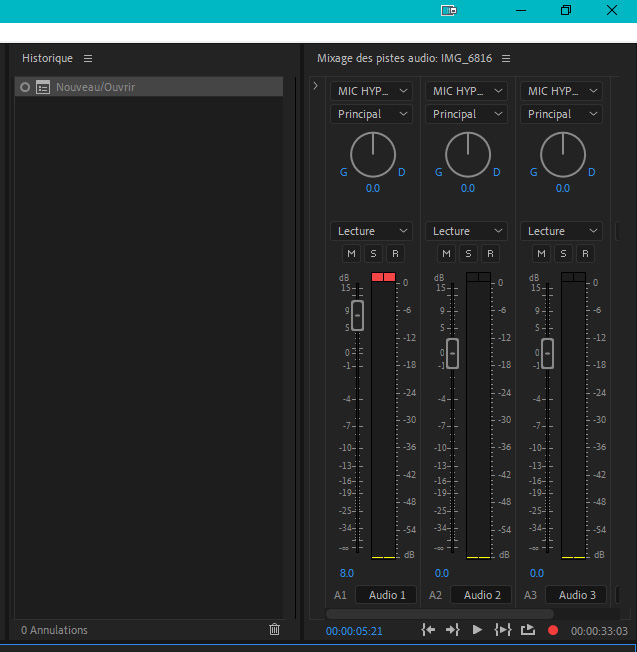 Historique
Mixage des pistes audio: IMG_6816
Nouveau/Ouvrir
MIC HYP... MIC HYP... MIC HYP...
Principal Principal Principal
G D G D G D
0.0 0.0 0.0
Lecture Lecture Lecture
M S R M S R M S R
dB dB dB
15 0 15 0 15 0
9 -6 9 -6 9 -6
5 5 5
-12 -12 -12
0 0 0
-1 -18 -1 -18 -1 -18
-4 -24 -4 -24 -4 -24
-7 -30 -7 -30 -7 -30
-10 -36 -10 -36 -10 -36
-13 -13 -13
-16 -42 -16 -42 -16 -42
-19 -19 -19
-25 -48 -25 -48 -25 -48
-34 -54 -34 -54 -34 -54
-∞ dB -∞ dB -∞ dB
8.0 0.0 0.0
A1 Audio 1 A2 Audio 2 A3 Audio 3
0 Annulations
00:00:05:21 00:00:33:03